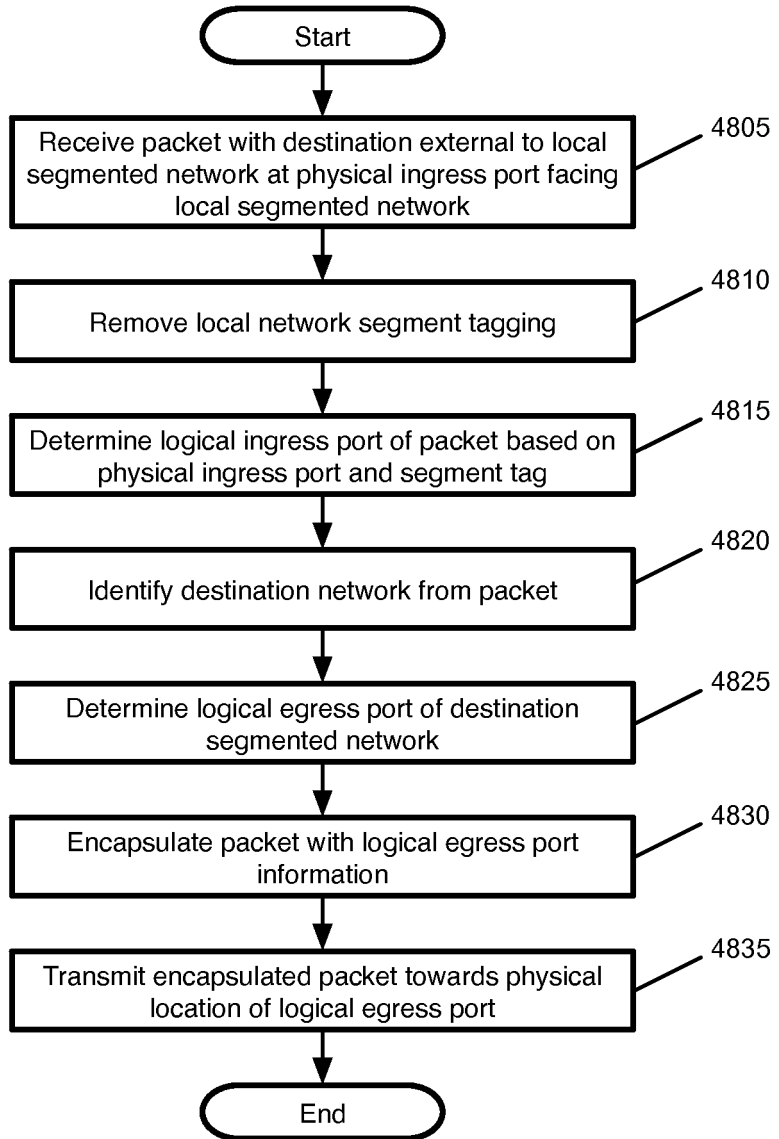 Start
Receive packet with destination external to local
segmented network at physical ingress port facing
local segmented network
4805
Remove local network segment tagging
4810
Determine logical ingress port of packet based on
physical ingress port and segment tag
4815
Identify destination network from packet
4820
Determine logical egress port of destination
segmented network
4825
Encapsulate packet with logical egress port
information
4830
Transmit encapsulated packet towards physical
location of logical egress port
4835
End